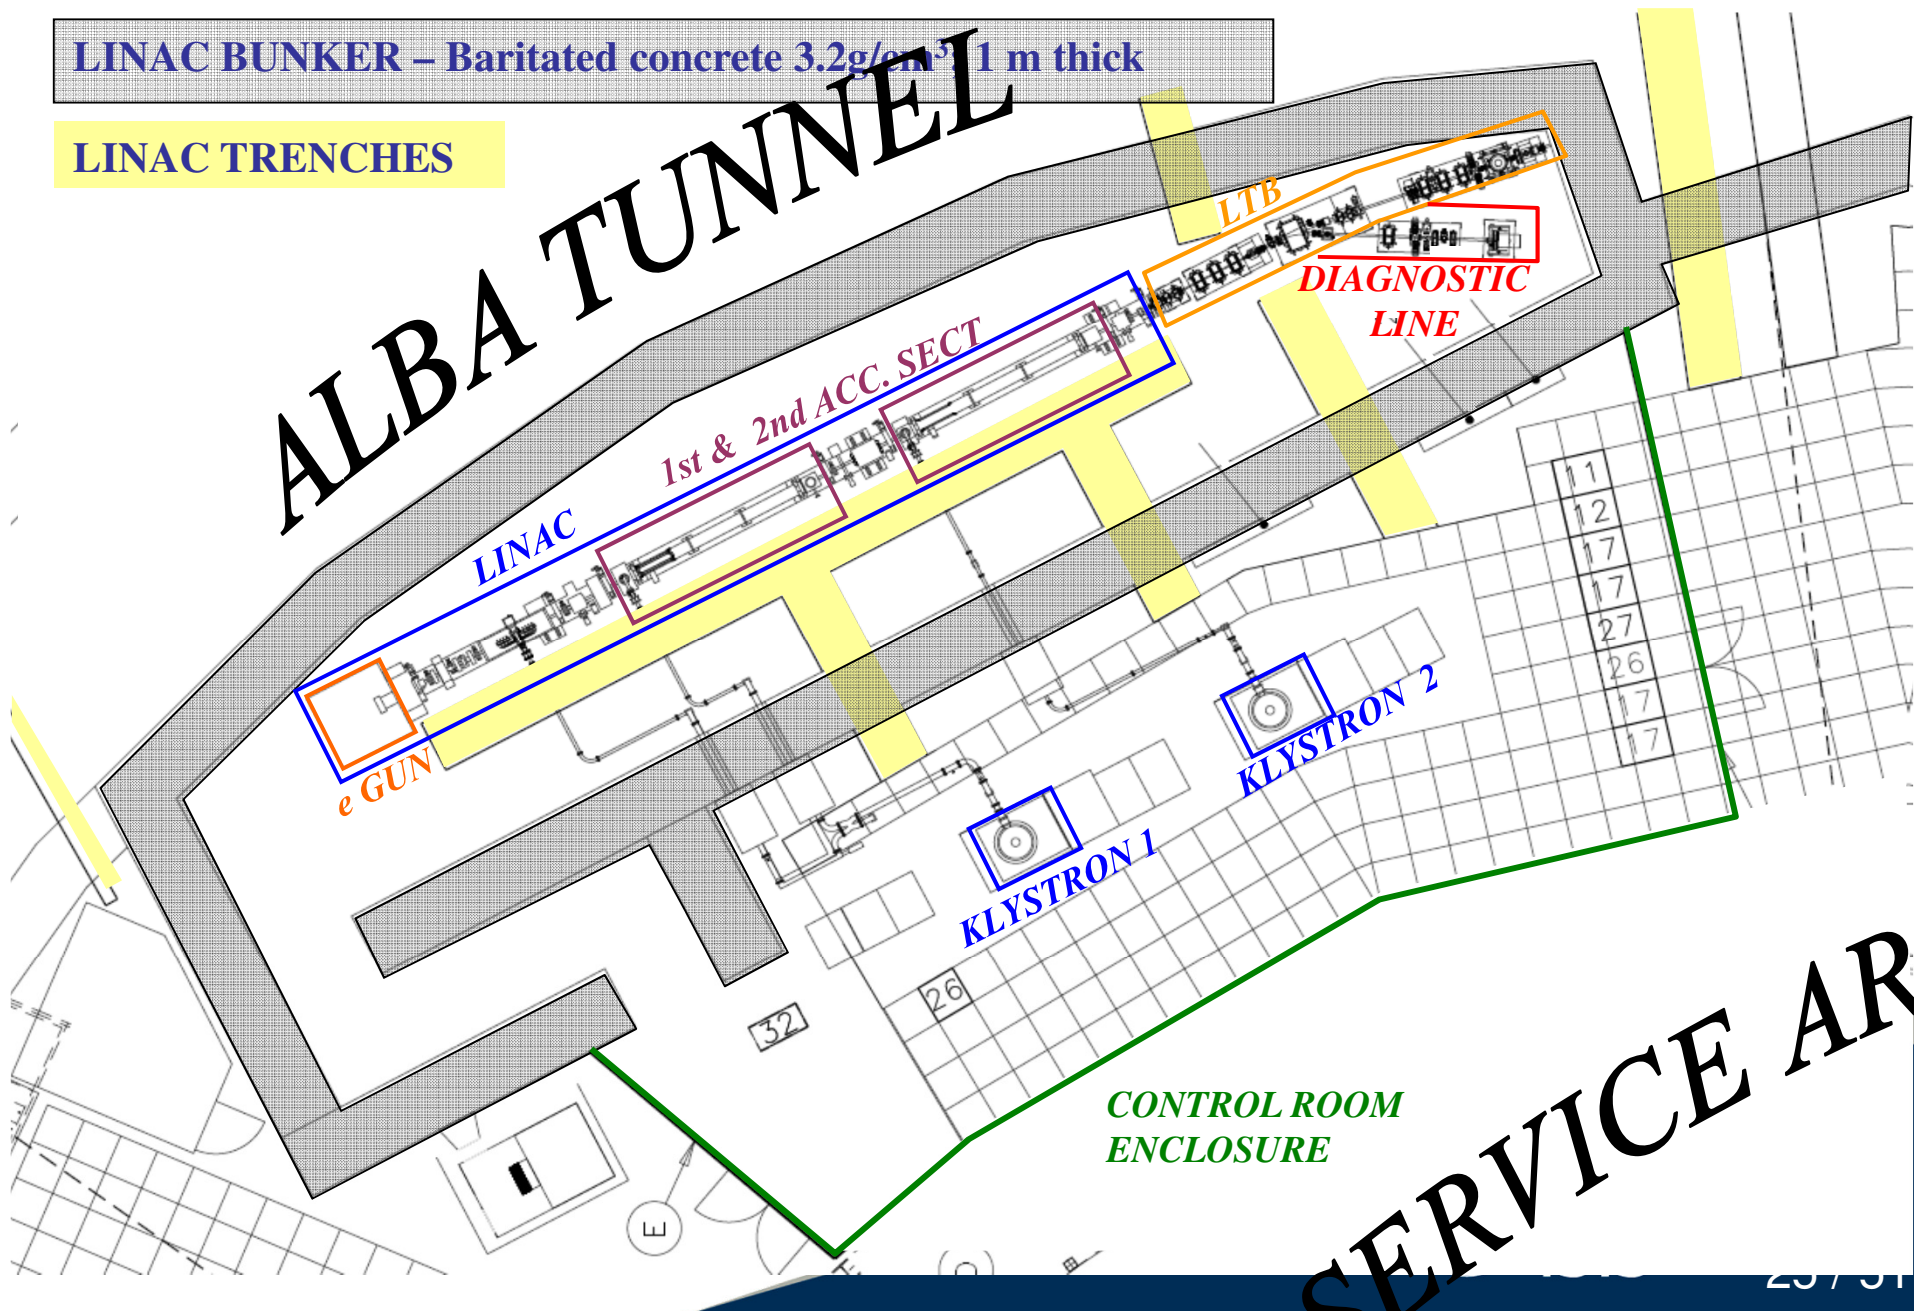 LINAC BUNKER – Baritated concrete 3.2g/cm³, 1 m thick
LINAC TRENCHES
ALBA TUNNEL
LTB
DIAGNOSTIC
LINE
1st & 2nd ACC. SECT
LINAC
e GUN
11
12
17
17
27
26
17
17
KLYSTRON 2
KLYSTRON 1
26
32
CONTROL ROOM
ENCLOSURE
E
SERVICE AR